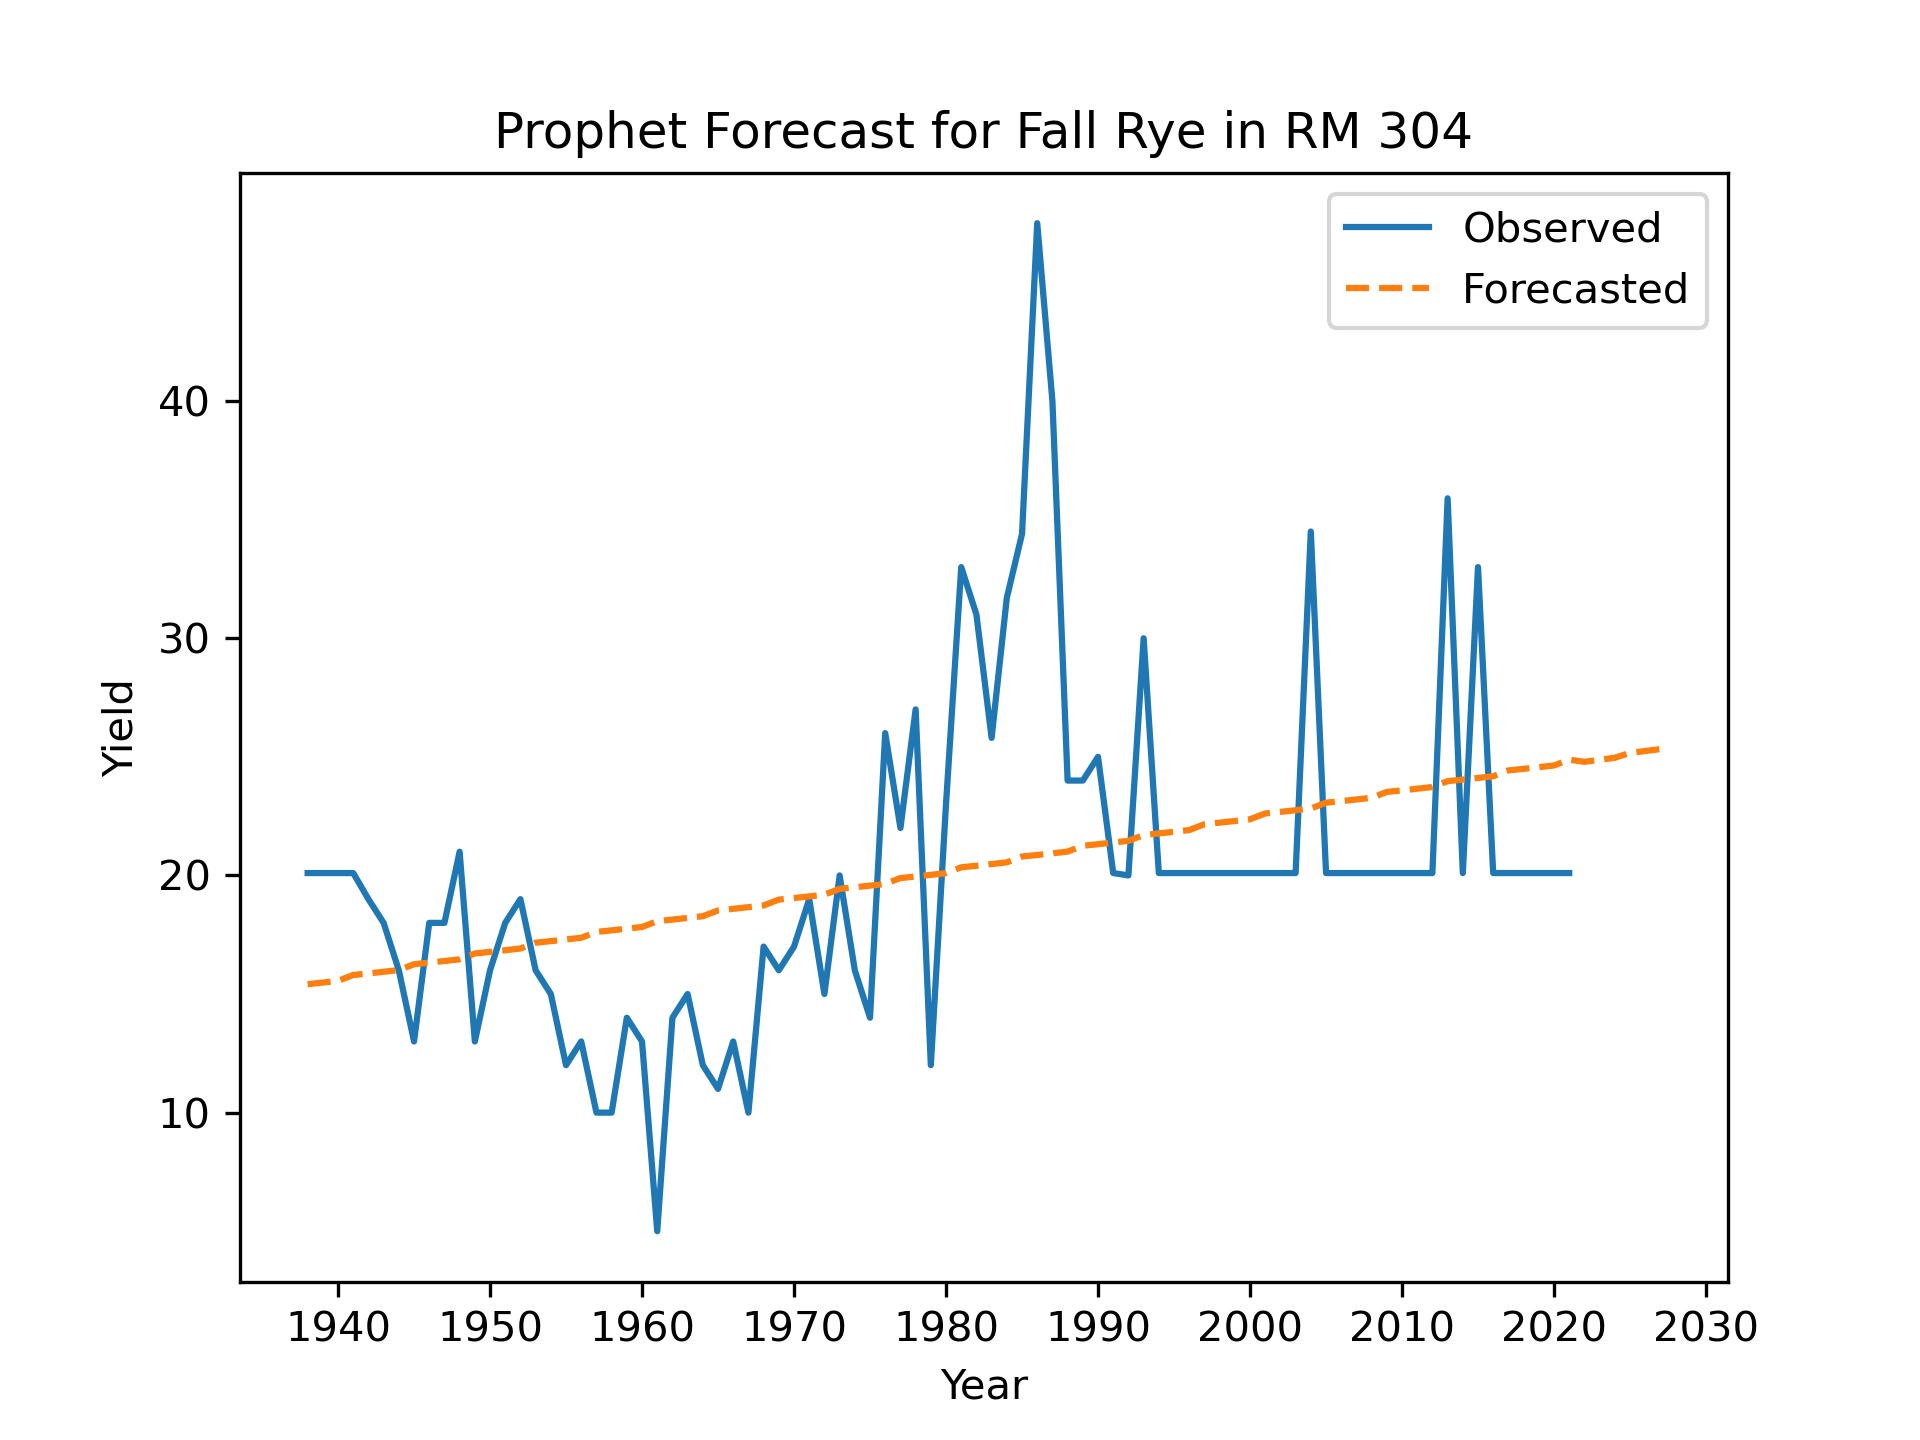 Prophet Forecast for Fall Rye in RM 304
Observed
Forecasted
40
30
20
10
Yield
1940 1950 1960 1970 1980 1990 2000 2010 2020 2030
Year